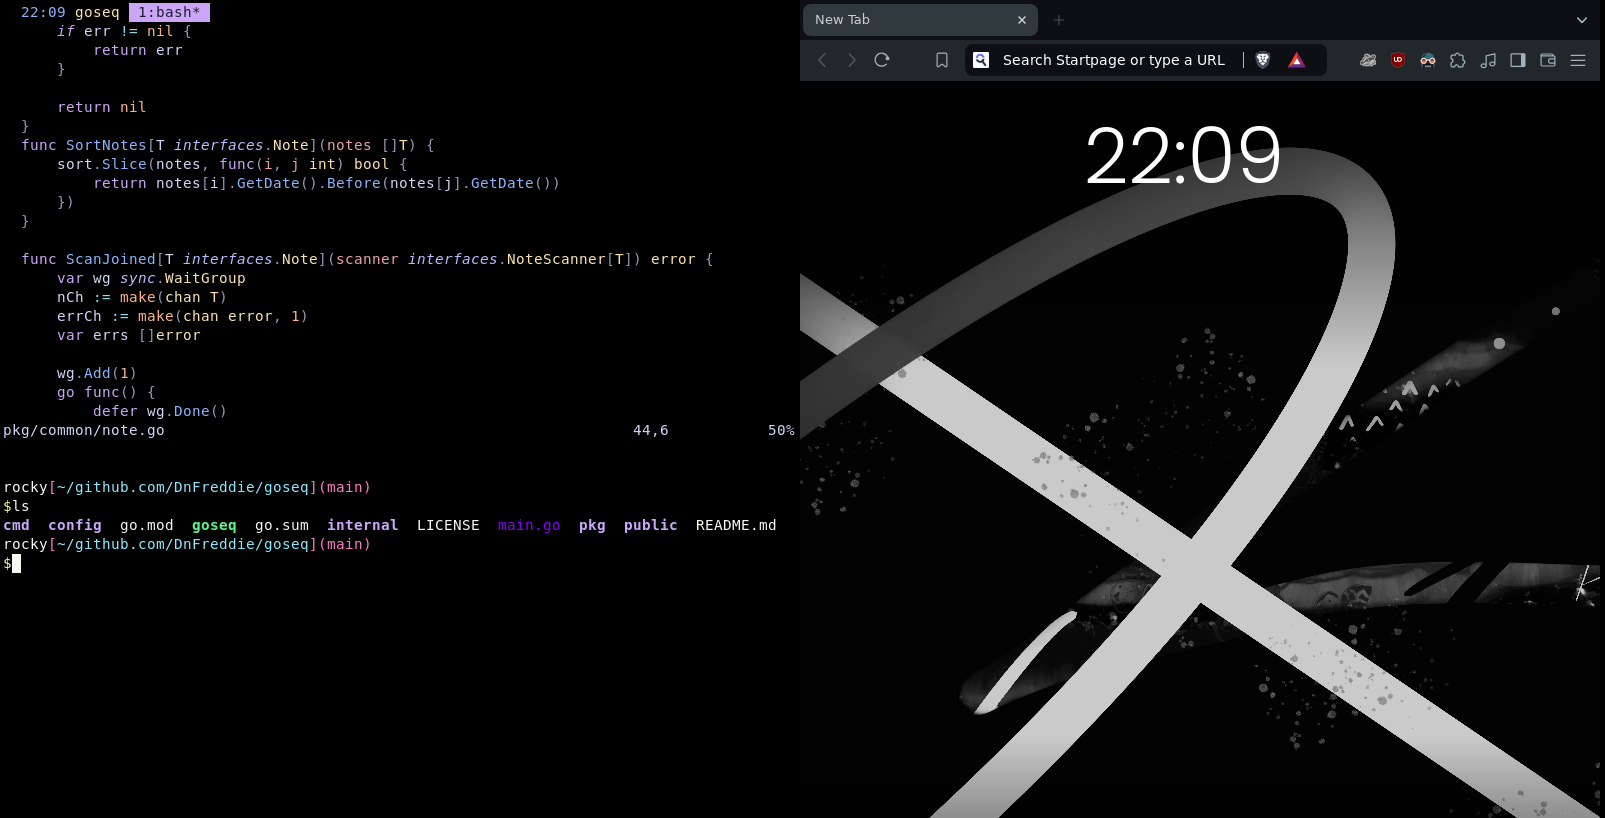 22:09 goseq 1:bash*
if err != nil {
return err
}
return nil
}
func SortNotes[T interfaces.Note](notes []T) {
sort.Slice(notes, func(i, j int) bool {
return notes[i].GetDate().Before(notes[j].GetDate())
})
}
func ScanJoined[T interfaces.Note](scanner interfaces.NoteScanner[T]) error {
var wg sync.WaitGroup
nCh := make(chan T)
errCh := make(chan error, 1)
var errs []error
wg.Add(1)
go func() {
defer wg.Done()
pkg/common/note.go 44,6 50%
rocky[~/github.com/DnFreddie/goseq](main)
$ls
cmd config go.mod goseq go.sum internal LICENSE main.go pkg public README.md
rocky[~/github.com/DnFreddie/goseq](main)
$
New Tab
Search Startpage or type a URL
22:09